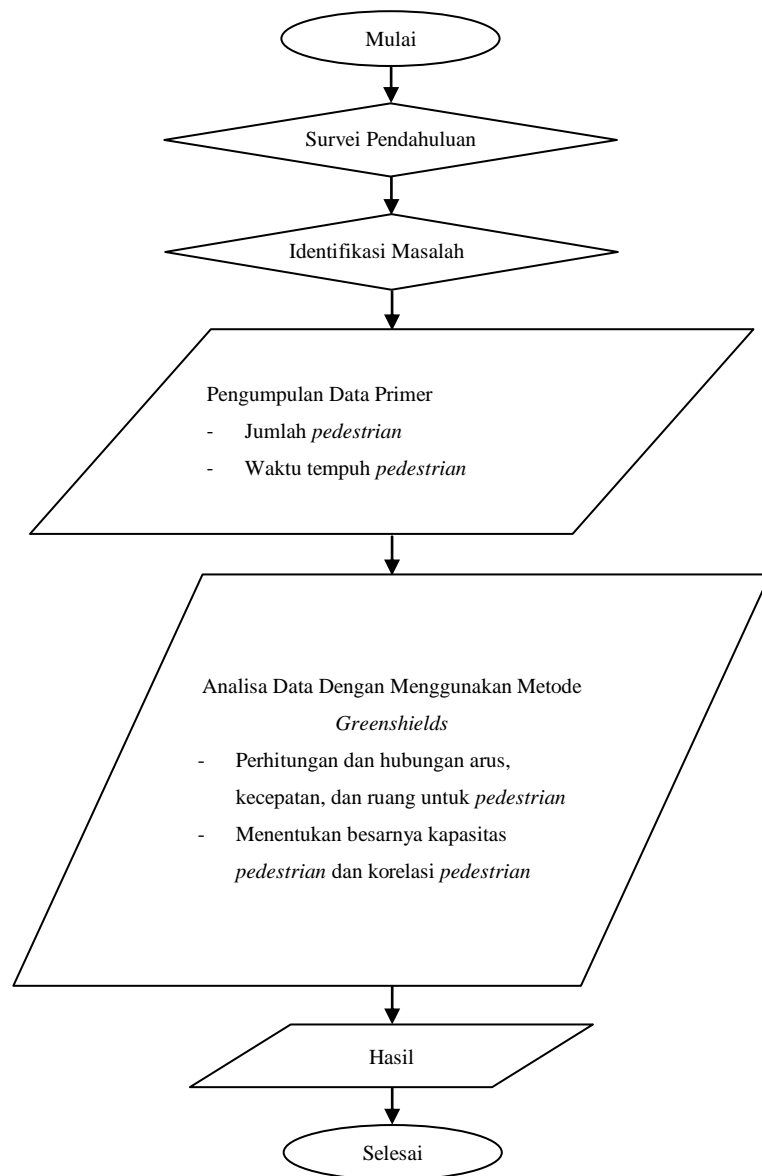 Mulai
Survei Pendahuluan
Identifikasi Masalah
Pengumpulan Data Primer
- Jumlah pedestrian
- Waktu tempuh pedestrian
Analisa Data Dengan Menggunakan Metode
Greenshields
- Perhitungan dan hubungan arus,
kecepatan, dan ruang untuk pedestrian
- Menentukan besarnya kapasitas
pedestrian dan korelasi pedestrian
Hasil
Selesai